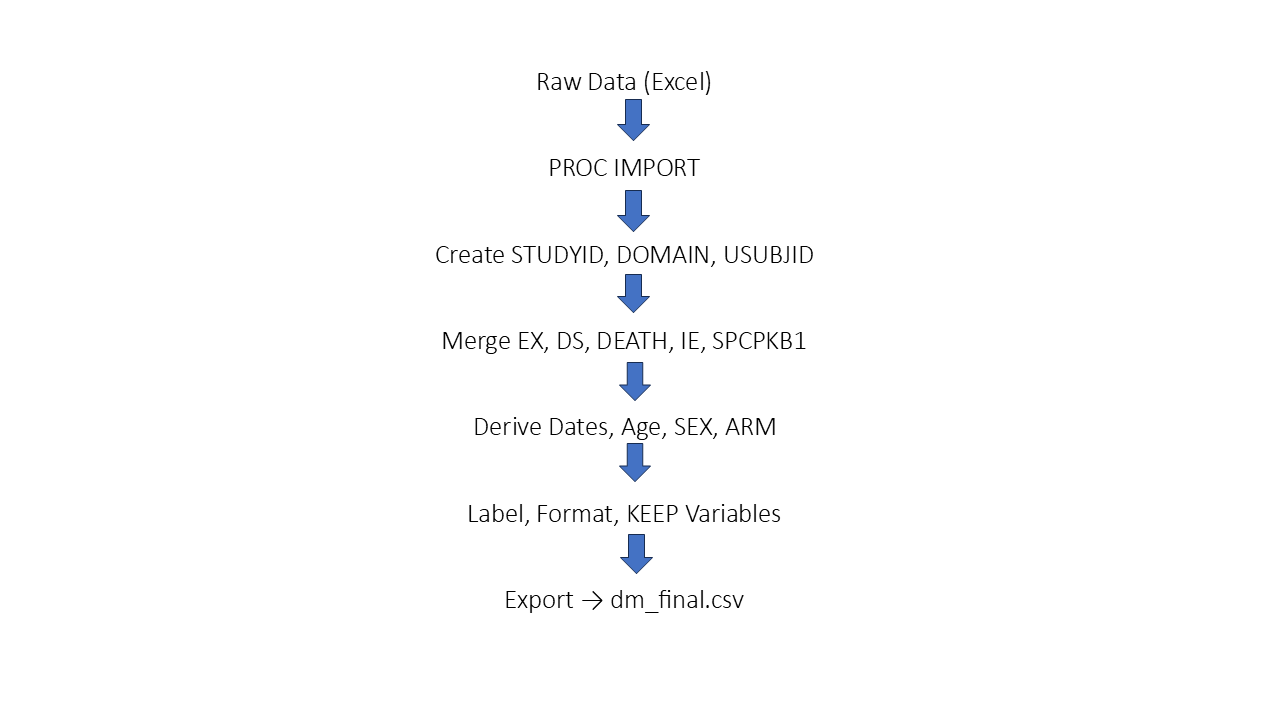 Raw Data (Excel)
PROC IMPORT
Create STUDYID, DOMAIN, USUBJID
Merge EX, DS, DEATH, IE, SPCPKB1
Derive Dates, Age, SEX, ARM
Label, Format, KEEP Variables
Export → dm_final.csv